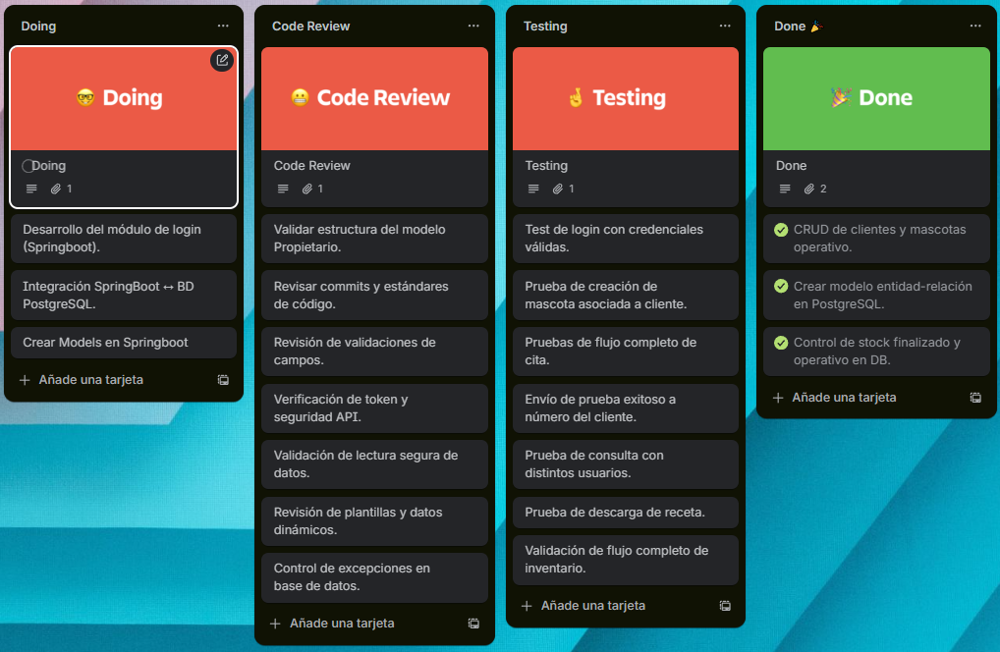 Doing
🤓 Doing
Doing
1
Desarrollo del módulo de login
(Springboot).
Integración SpringBoot ↔ BD
PostgreSQL.
Crear Models en Springboot
+ Añade una tarjeta
Code Review
😬 Code Review
Code Review
1
Validar estructura del modelo
Propietario.
Revisar commits y estándares
de código.
Revisión de validaciones de
campos.
Verificación de token y
seguridad API.
Validación de lectura segura de
datos.
Revisión de plantillas y datos
dinámicos.
Control de excepciones en
base de datos.
+ Añade una tarjeta
Testing
🤞 Testing
Testing
1
Test de login con credenciales
válidas.
Prueba de creación de
mascota asociada a cliente.
Pruebas de flujo completo de
cita.
Envío de prueba exitoso a
número del cliente.
Prueba de consulta con
distintos usuarios.
Prueba de descarga de receta.
Validación de flujo completo de
inventario.
+ Añade una tarjeta
Done 🎉
🎉 Done
Done
2
CRUD de clientes y mascotas
operativo.
Crear modelo entidad-relación
en PostgreSQL.
Control de stock finalizado y
operativo en DB.
+ Añade una tarjeta